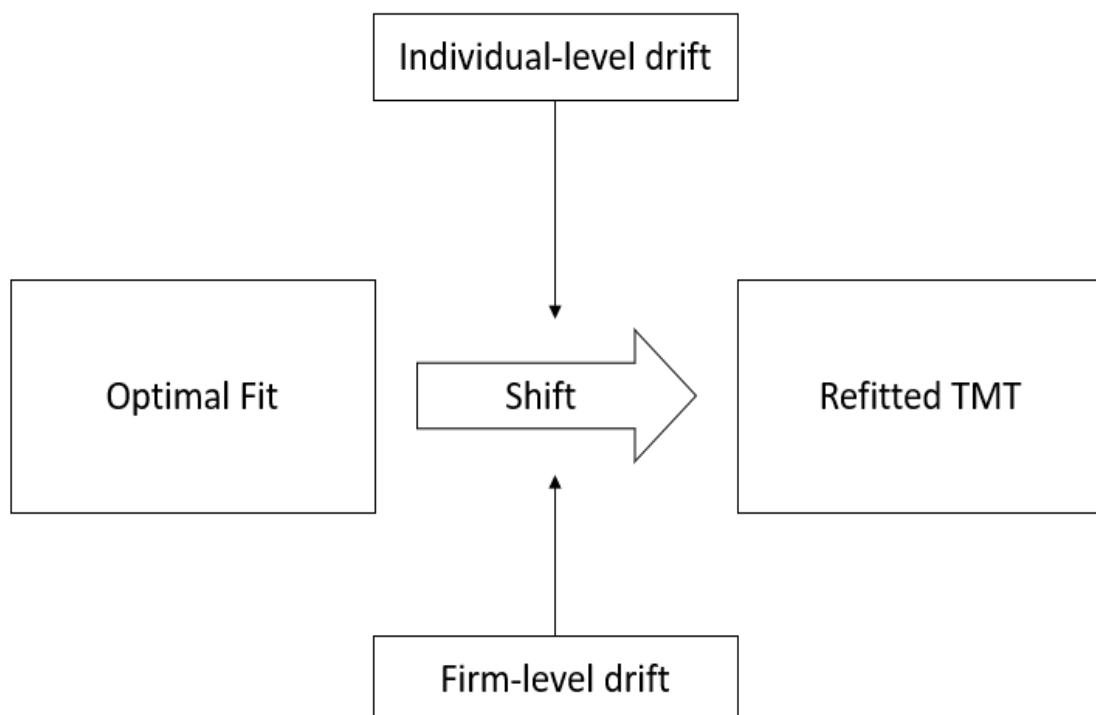 Individual-level drift
Optimal Fit
Shift
Refitted TMT
Firm-level drift